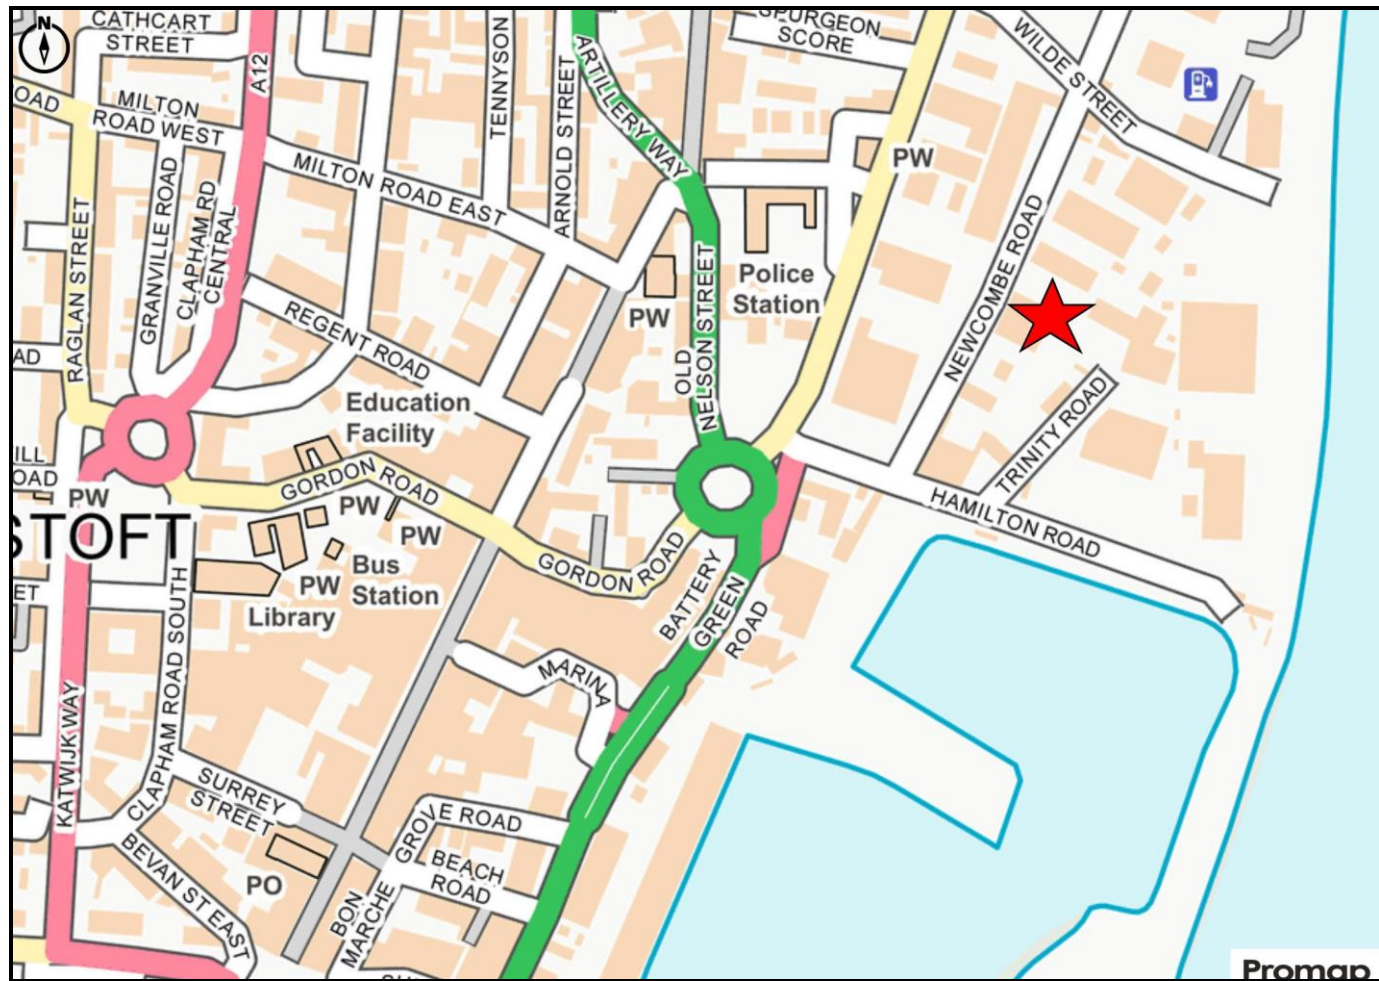 N
CATHCART
STREET
A12
TENNYSON
ARNOLD STREET
ARTILLERY WAY
SPURGEON
SCORE
WILDE STREET
OAD
MILTON
ROAD WEST
MILTON ROAD EAST
PW
RAGLAN STREET
GRANVILLE ROAD
CLAPHAM RD
CENTRAL
REGENT ROAD
PW
OLD
NELSON STREET
Police
Station
NEWCOMBE ROAD
AD
TRINITY ROAD
Education
Facility
ILL
OAD
PW
GORDON ROAD
PW
PW
HAMILTON ROAD
STOFT
GORDON ROAD
Bus
Station
PW
Library
ET
BATTERY
GREEN
ROAD
CLAPHAM ROAD SOUTH
MARINA
KATWIJK WAY
SURREY
STREET
GROVE ROAD
BEACH
ROAD
BEVAN ST EAST
PO
BON
MARCHE
Promap